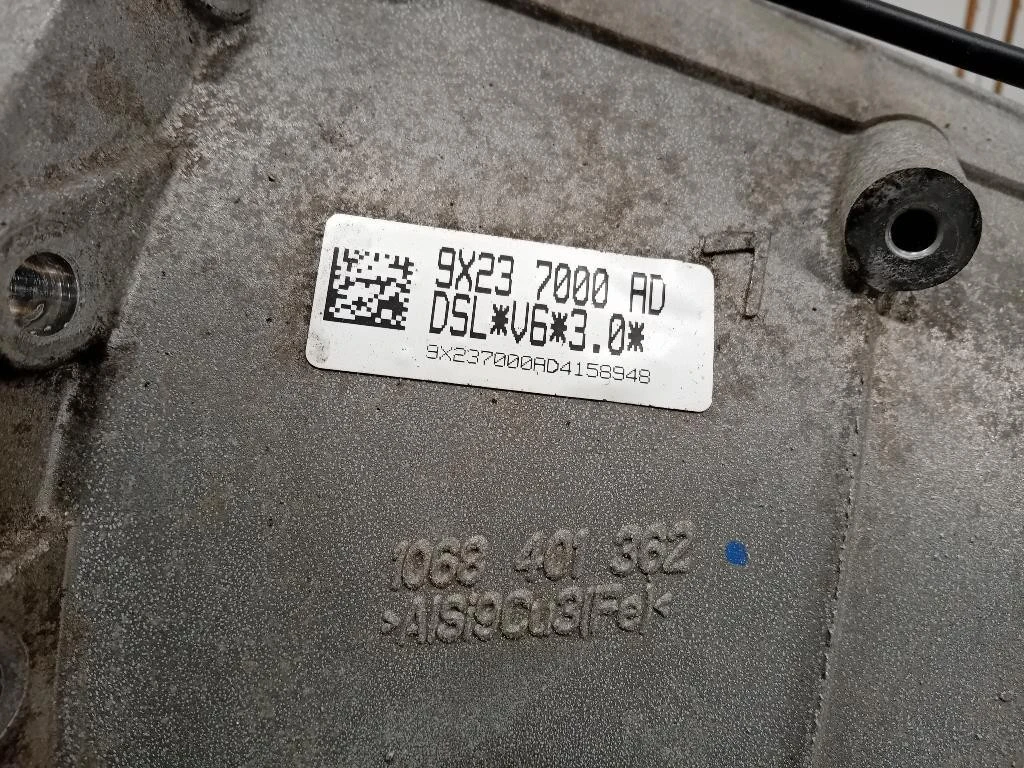 9X23 7000 AD
DSL*V6*3.0*
9X237000AD4158948
1068 401 362
>AlSi9Cu3(Fe)<